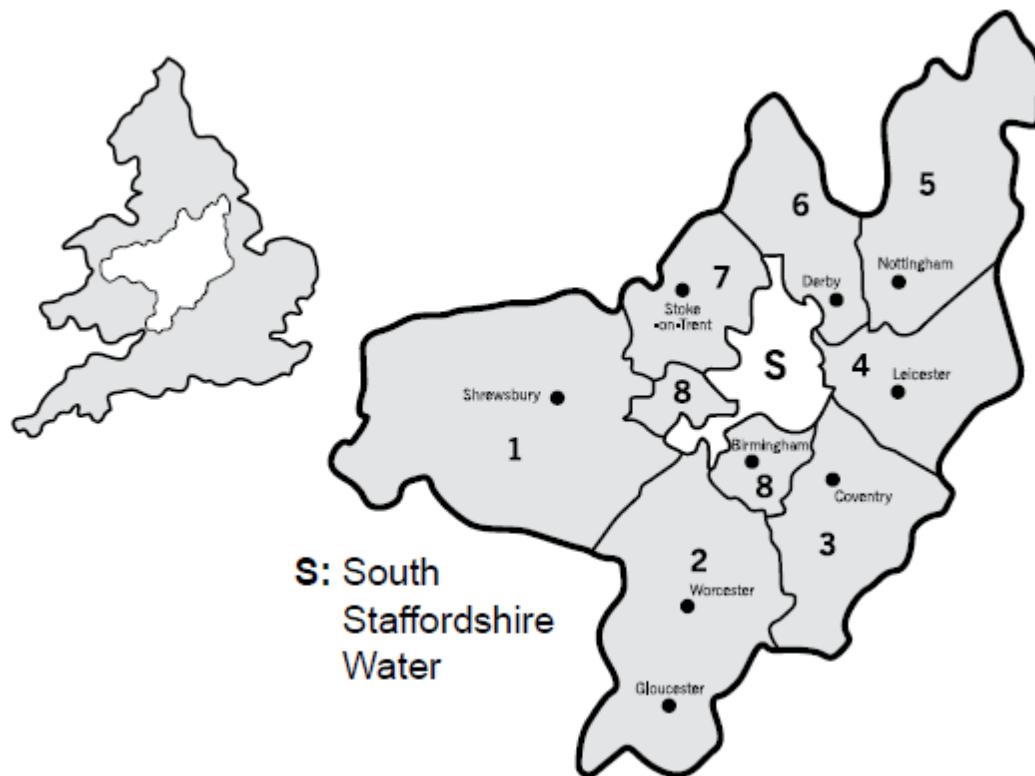 5
6
Nottingham
7
Derby
Stoke
-on-Trent
S
4
Leicester
8
Shrewsbury
Birmingham
1
8
Coventry
3
2
S: South
Staffordshire
Water
Worcester
Gloucester